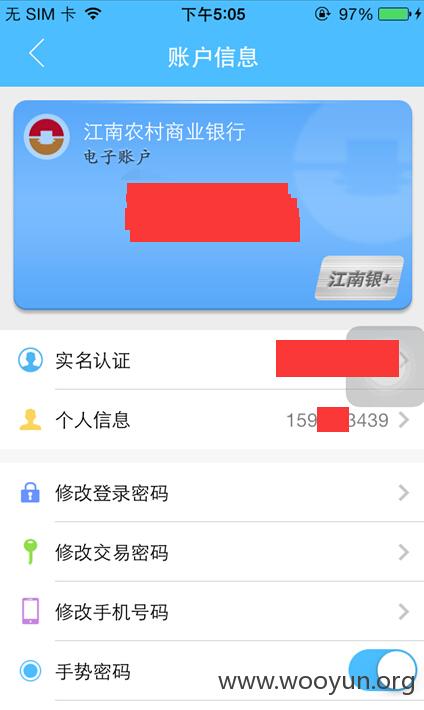 无 SIM 卡 下午5:05 97%
账户信息
江南农村商业银行
电子账户
江南银+
实名认证
个人信息 159 3439
修改登录密码
修改交易密码
修改手机号码
手势密码
www.wooyun.org